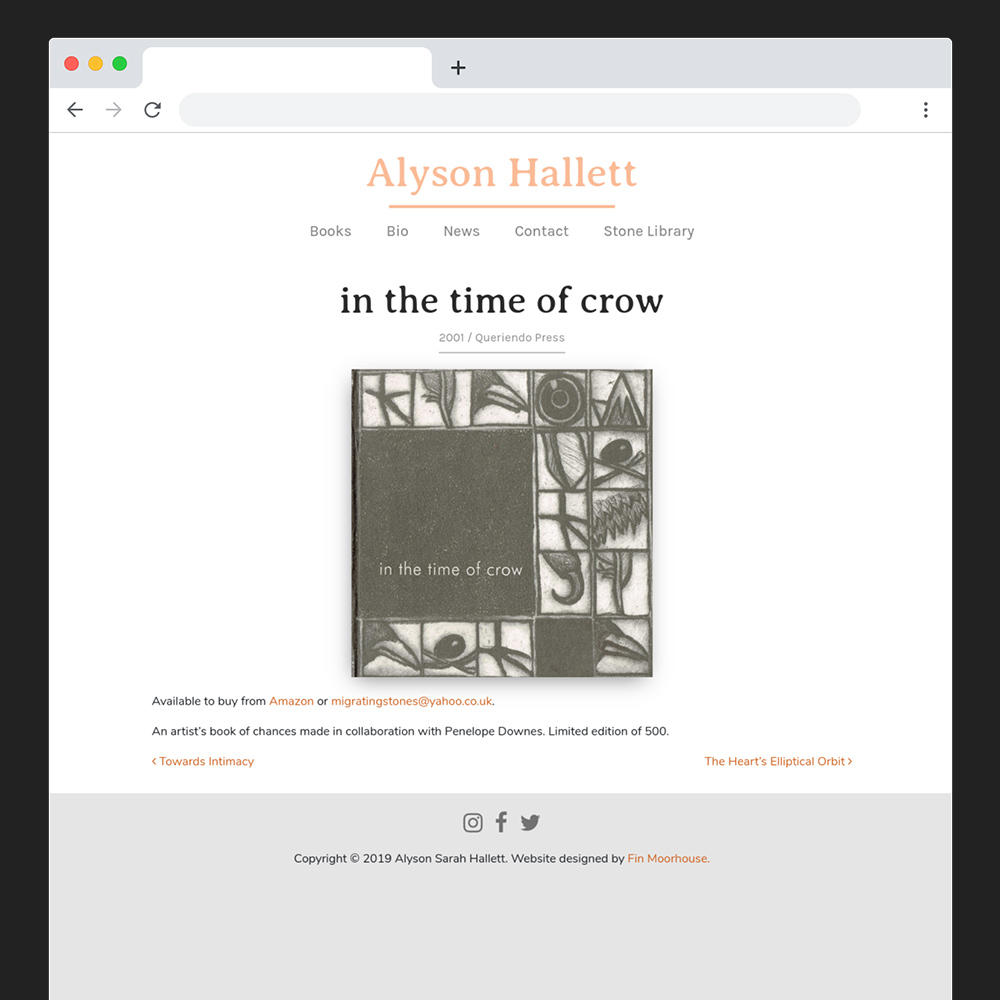 Alyson Hallett
Books Bio News Contact Stone Library
in the time of crow
2001 / Queriendo Press
in the time of crow
Available to buy from Amazon or migratingstones@yahoo.co.uk.
An artist's book of chances made in collaboration with Penelope Downes. Limited edition of 500.
‹ Towards Intimacy The Heart's Elliptical Orbit ›
Copyright © 2019 Alyson Sarah Hallett. Website designed by Fin Moorhouse.